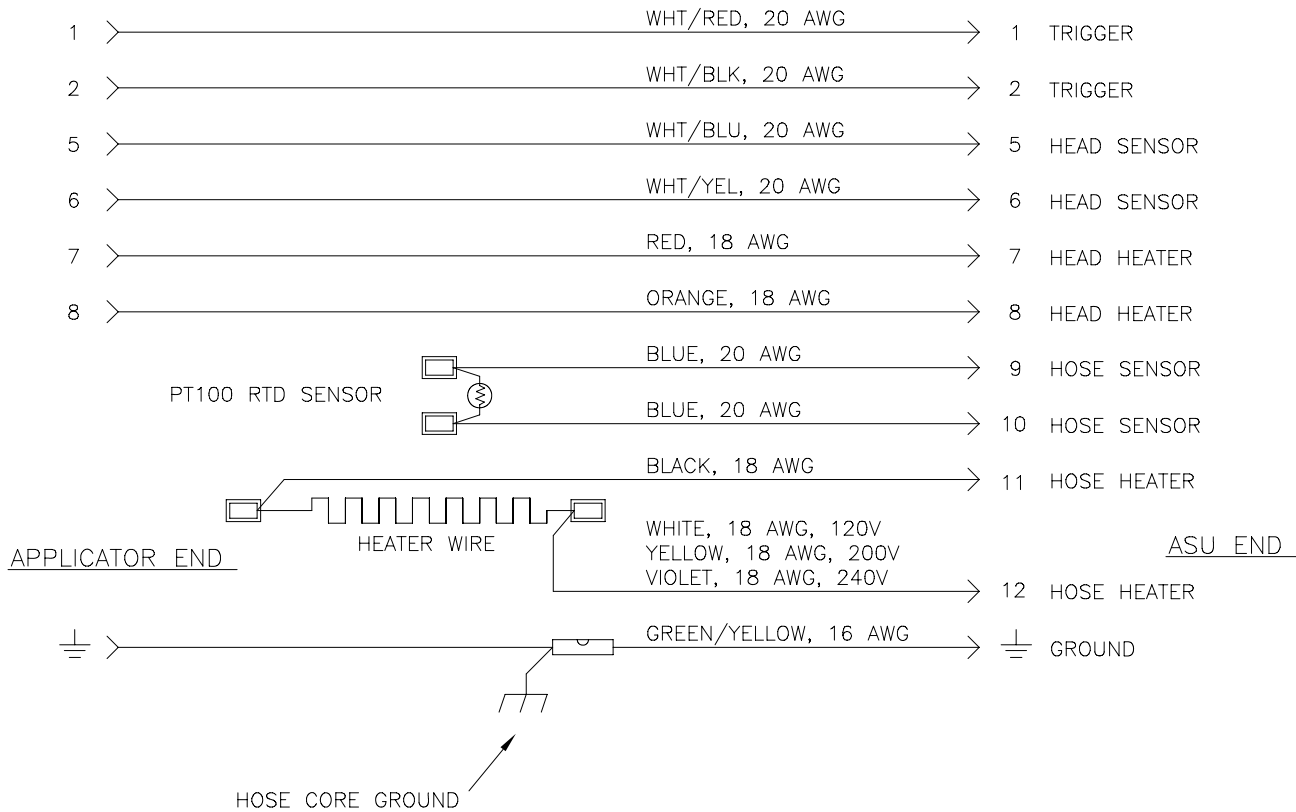 1 WHT/RED, 20 AWG 1 TRIGGER
2 WHT/BLK, 20 AWG 2 TRIGGER
5 WHT/BLU, 20 AWG 5 HEAD SENSOR
6 WHT/YEL, 20 AWG 6 HEAD SENSOR
7 RED, 18 AWG 7 HEAD HEATER
8 ORANGE, 18 AWG 8 HEAD HEATER
BLUE, 20 AWG 9 HOSE SENSOR
PT100 RTD SENSOR
BLUE, 20 AWG 10 HOSE SENSOR
BLACK, 18 AWG 11 HOSE HEATER
HEATER WIRE
WHITE, 18 AWG, 120V
YELLOW, 18 AWG, 200V
VIOLET, 18 AWG, 240V
APPLICATOR END
ASU END
12 HOSE HEATER
GREEN/YELLOW, 16 AWG GROUND
HOSE CORE GROUND